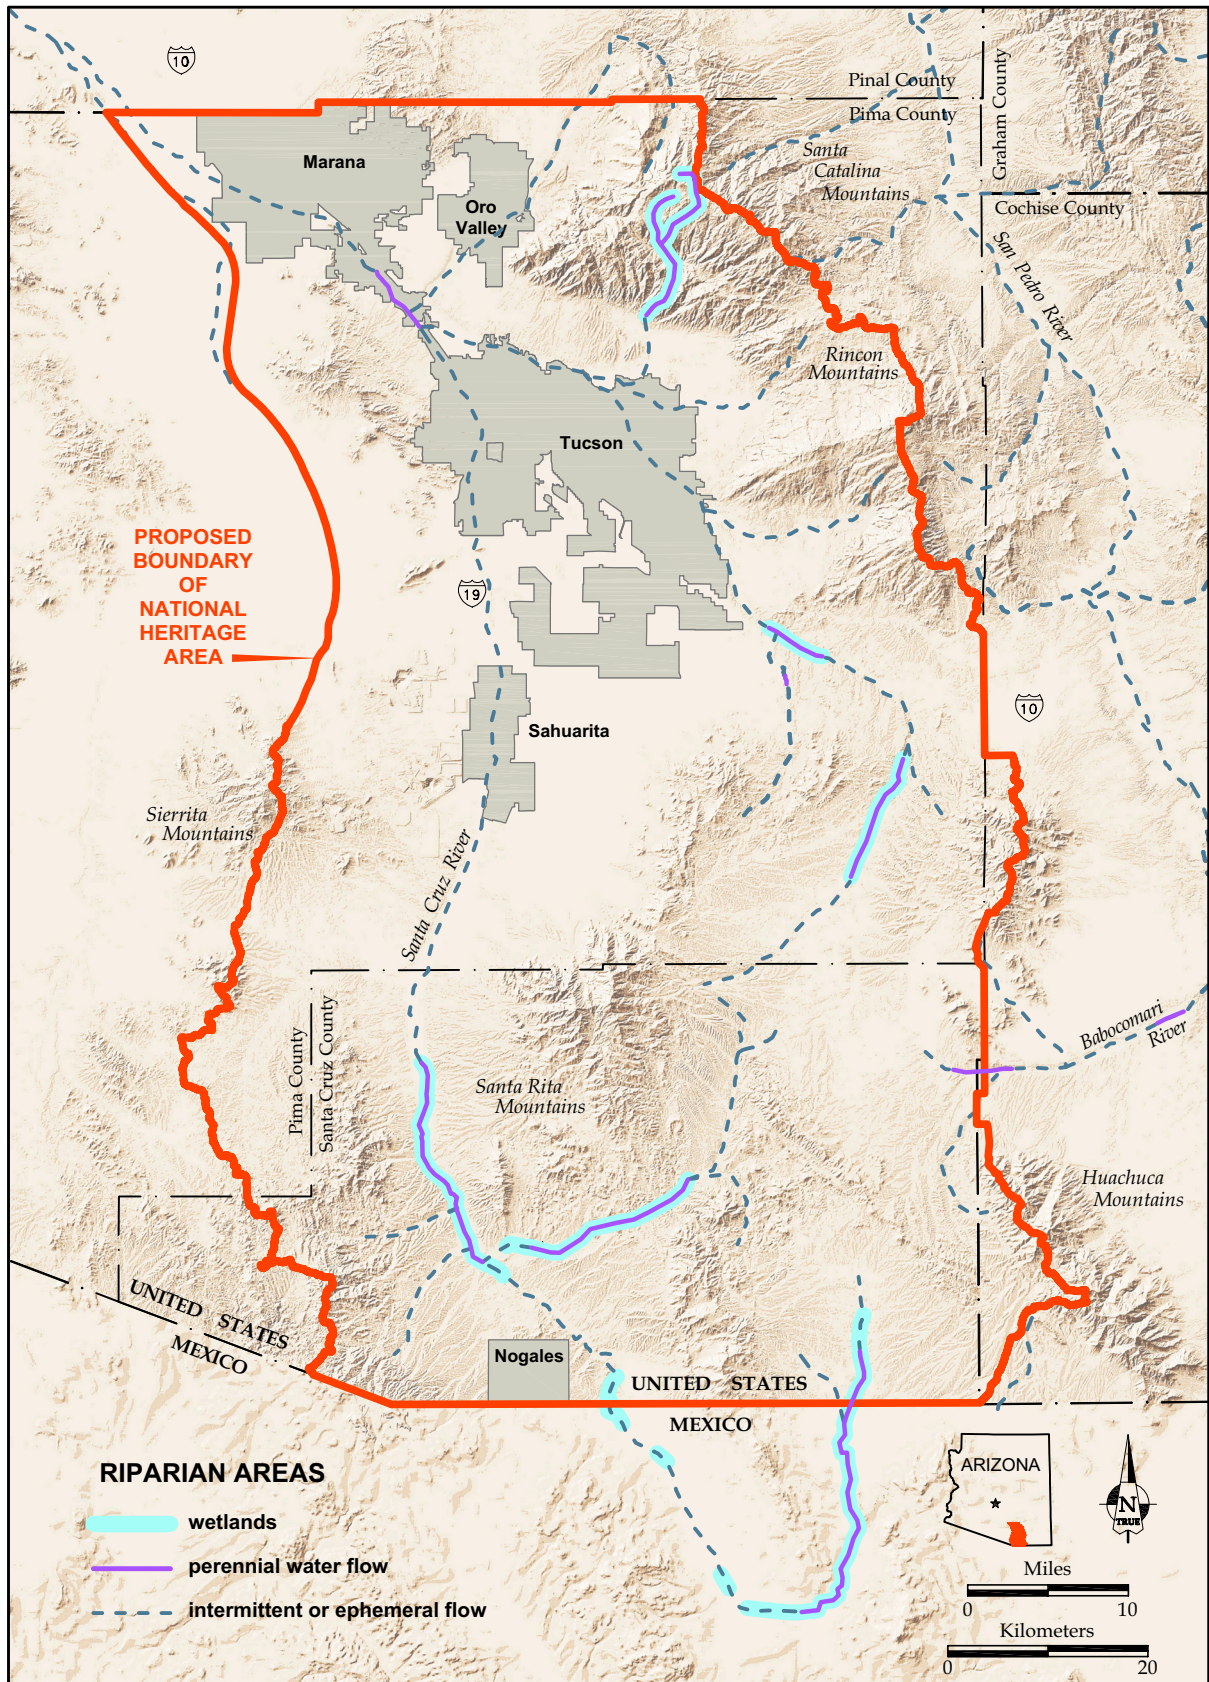 10
Pinal County
Pima County
Graham County
Marana
Santa
Catalina
Mountains
Oro
Valley
Cochise County
San Pedro River
Rincon
Mountains
Tucson
PROPOSED
BOUNDARY
OF
NATIONAL
HERITAGE
AREA
19
10
Sahuarita
Sierrita
Mountains
Santa Cruz River
Babocomari
River
Pima County
Santa Cruz County
Santa Rita
Mountains
Huachuca
Mountains
UNITED STATES
MEXICO
Nogales
UNITED STATES
MEXICO
RIPARIAN AREAS
wetlands
perennial water flow
intermittent or ephemeral flow
ARIZONA
N
TRUE
Miles
0 10
Kilometers
0 20